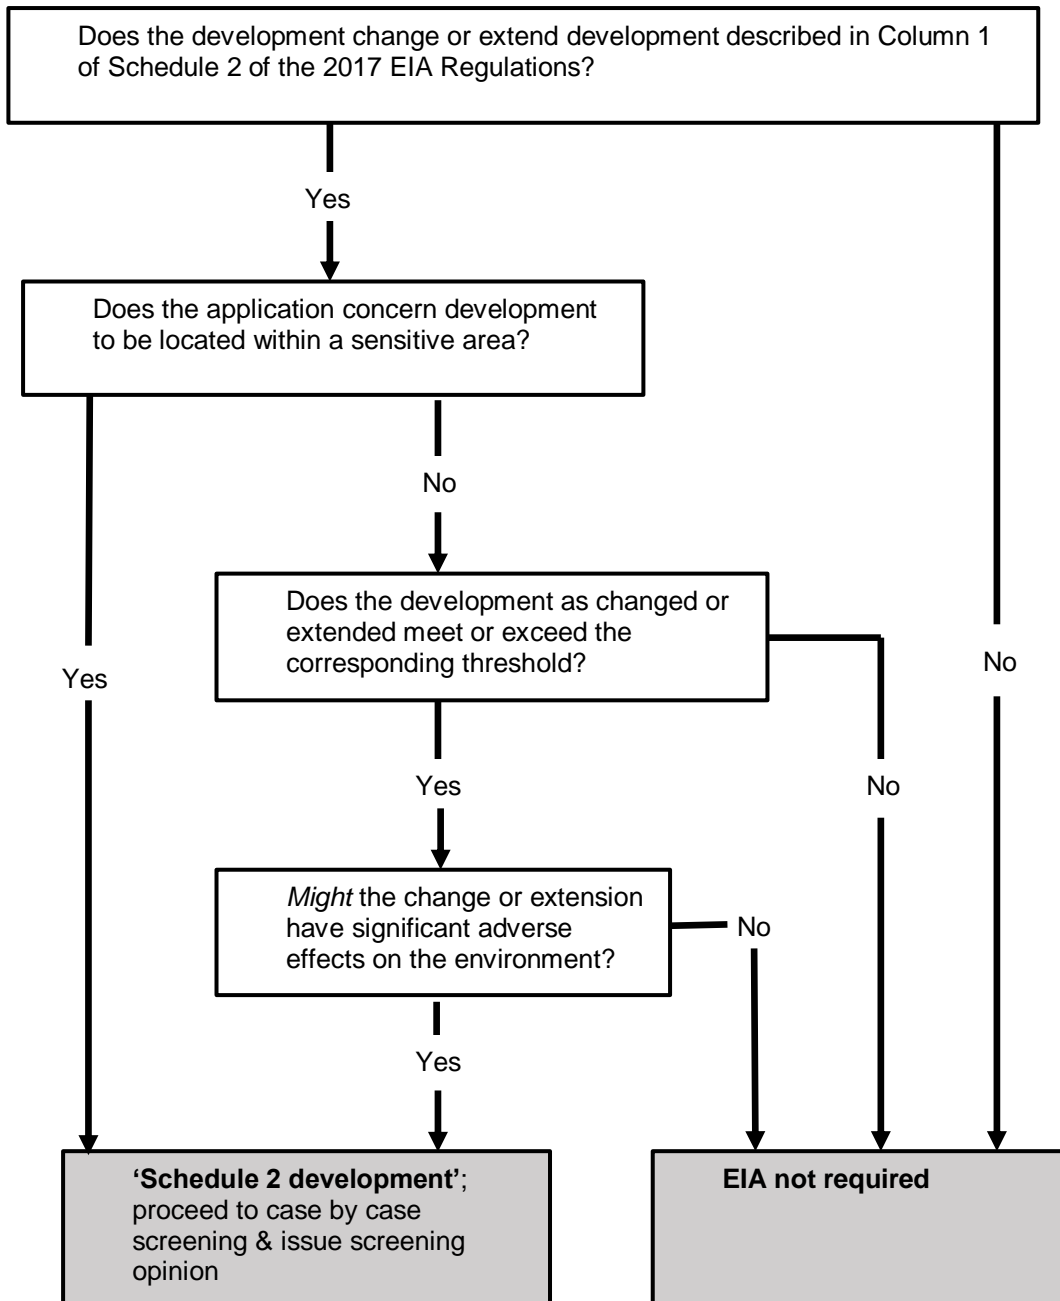 Does the development change or extend development described in Column 1
of Schedule 2 of the 2017 EIA Regulations?
Yes
Does the application concern development
to be located within a sensitive area?
No
Does the development as changed or
extended meet or exceed the
corresponding threshold?
Yes
No
Yes
No
Might the change or extension
have significant adverse
effects on the environment?
No
Yes
‘Schedule 2 development’;
proceed to case by case
screening & issue screening
opinion
EIA not required